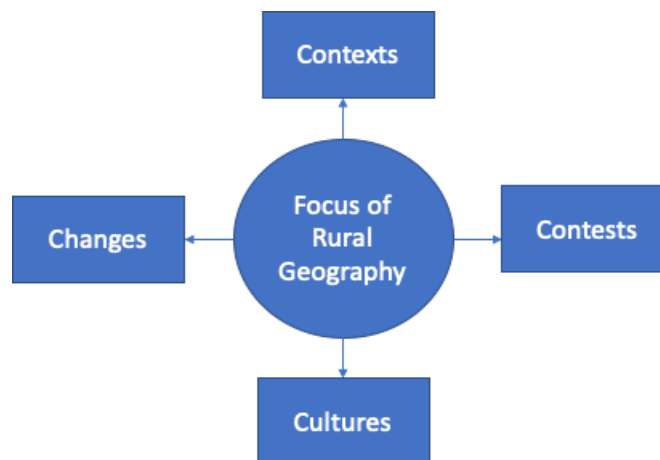 Contexts
Changes
Focus of
Rural
Geography
Contests
Cultures